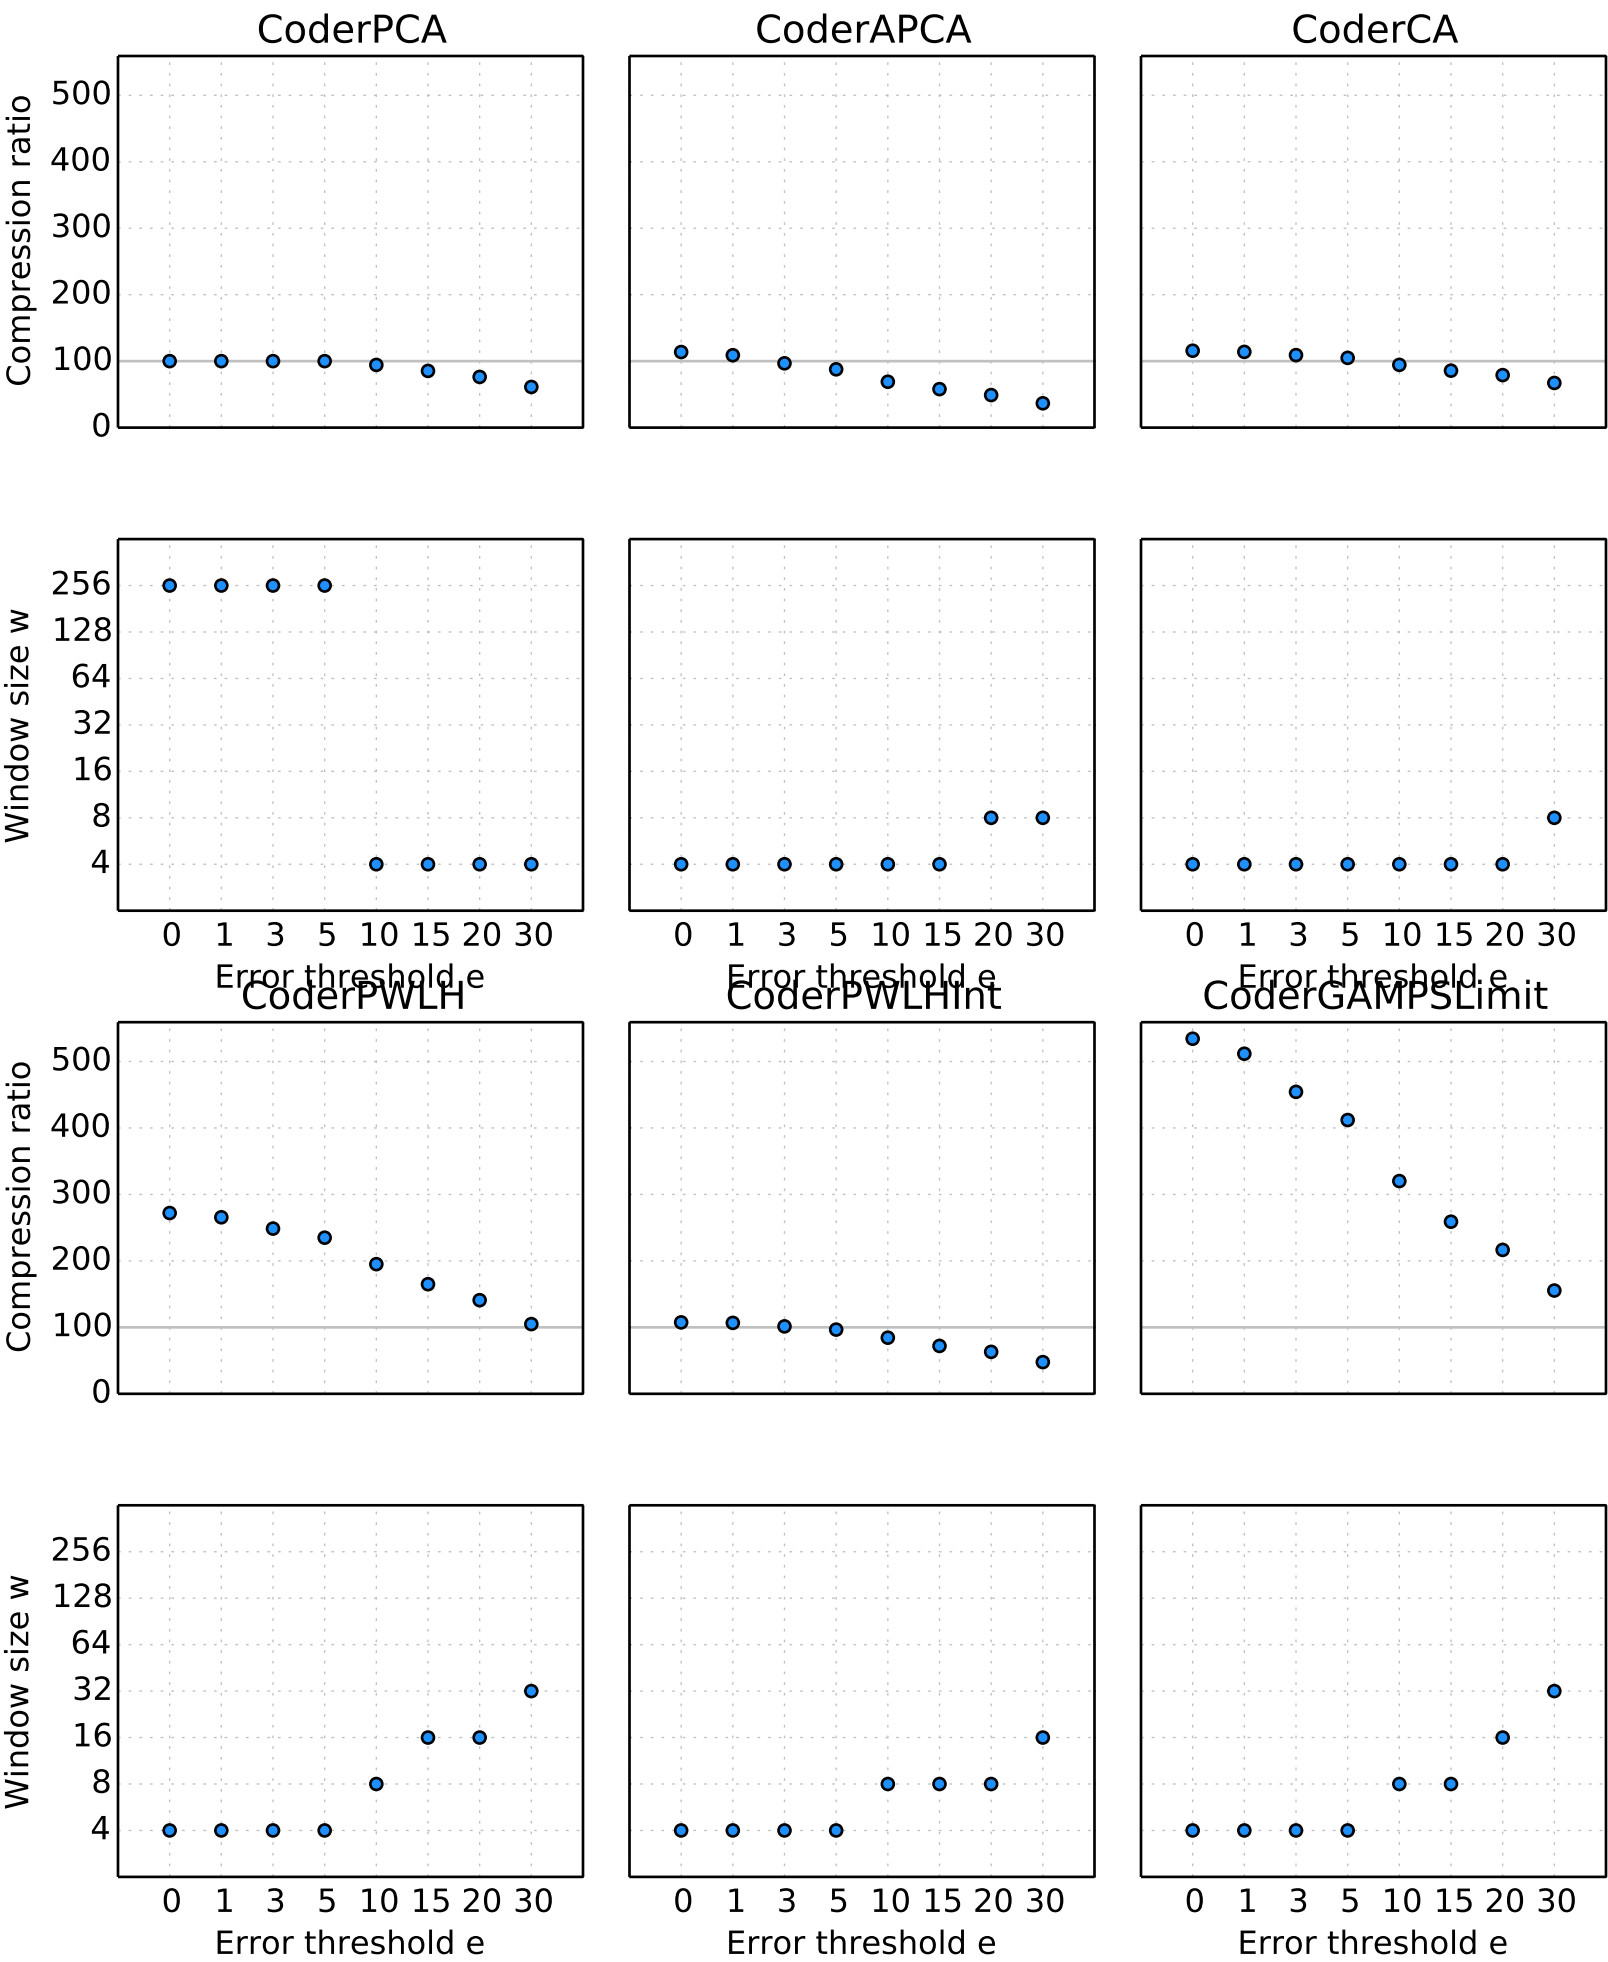 CoderPCA CoderAPCA CoderCA
Compression ratio
500
400
300
200
100
0
Window size w
256
128
64
32
16
8
4
0 1 3 5 10 15 20 30 0 1 3 5 10 15 20 30 0 1 3 5 10 15 20 30
Error threshold e Error threshold e Error threshold e
CoderPWLH CoderPWLHInt CoderGAMPSLimit
Compression ratio
500
400
300
200
100
0
Window size w
256
128
64
32
16
8
4
0 1 3 5 10 15 20 30 0 1 3 5 10 15 20 30 0 1 3 5 10 15 20 30
Error threshold e Error threshold e Error threshold e